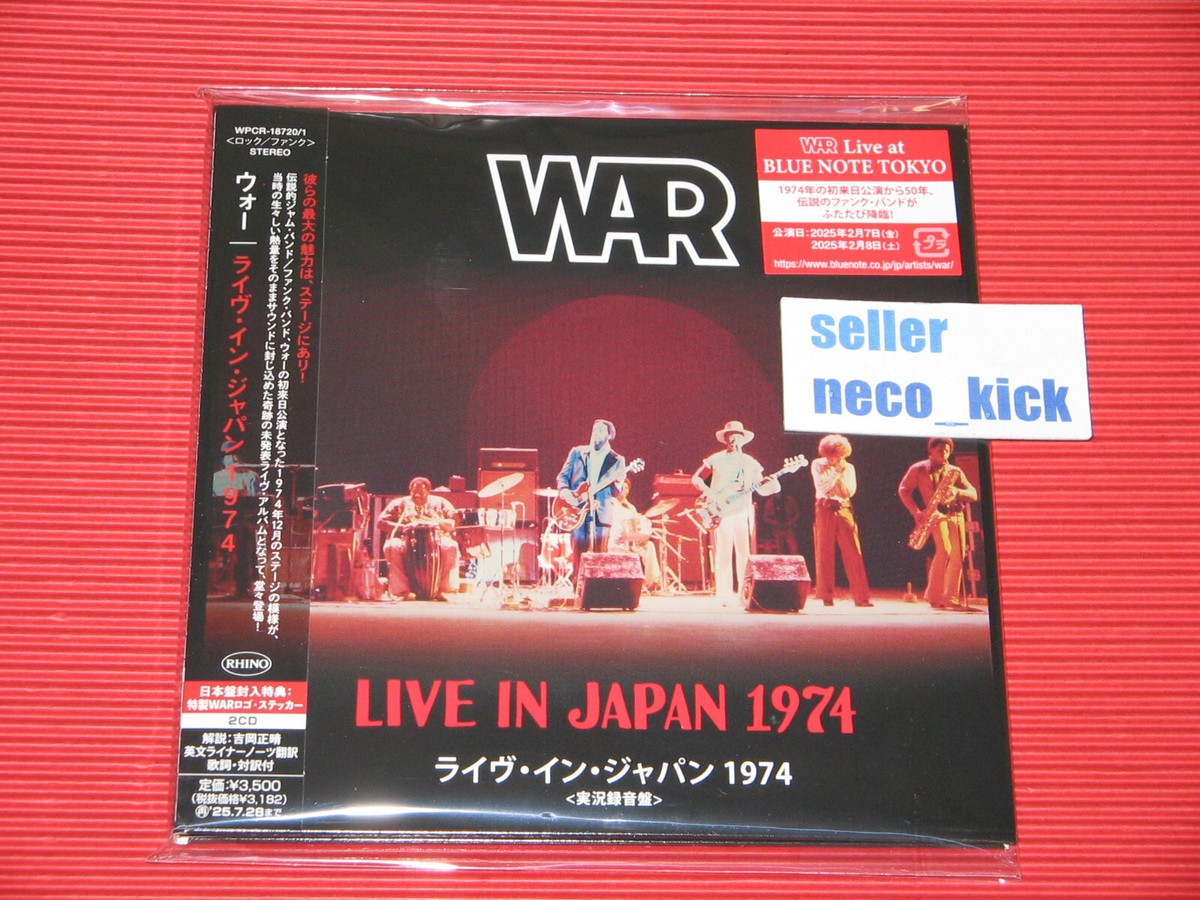 WPCR-18720/1
<ロック/ファンク>
STEREO
彼らの最大の魅力は、ステージにあり!
伝説的ジャム・バンド/ファンク・バンド、ウォーの初来日公演となった1974年12月のステージの模様が、
当時の生々しい熱量をそのままサウンドに封じ込めた奇跡の未発表ライヴ・アルバムとなって、堂々登場!
ウォー|ライヴ・イン・ジャパン 1974
RHINO
日本盤封入特典:
特製WARロゴ・ステッカー
2CD
解説:吉岡正晴
英文ライナーノーツ翻訳
歌詞・対訳付
定価:¥3,500
(税抜価格¥3,182)
再'25.7.28まで
WAR
WAR Live at
BLUE NOTE TOKYO
1974年の初来日公演から50年、
伝説のファンク・バンドが
ふたたび降臨!
公演日:2025年2月7日(金)
2025年2月8日(土)
プラ
https://www.bluenote.co.jp/jp/artists/war/
seller
neco_kick
LIVE IN JAPAN 1974
ライヴ・イン・ジャパン 1974
<実況録音盤>